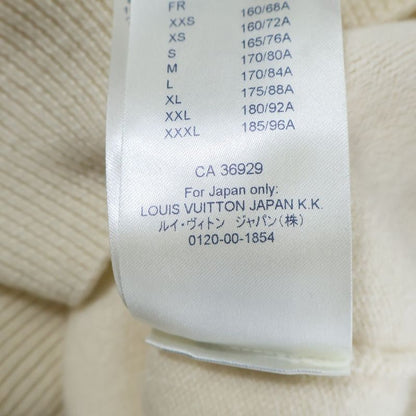 FR
XXS 160/68A
XS 160/72A
S 165/76A
M 170/80A
L 170/84A
XL 175/88A
XXL 180/92A
XXXL 185/96A
CA 36929
For Japan only:
LOUIS VUITTON JAPAN K.K.
ルイ・ヴィトン ジャパン(株)
0120-00-1854